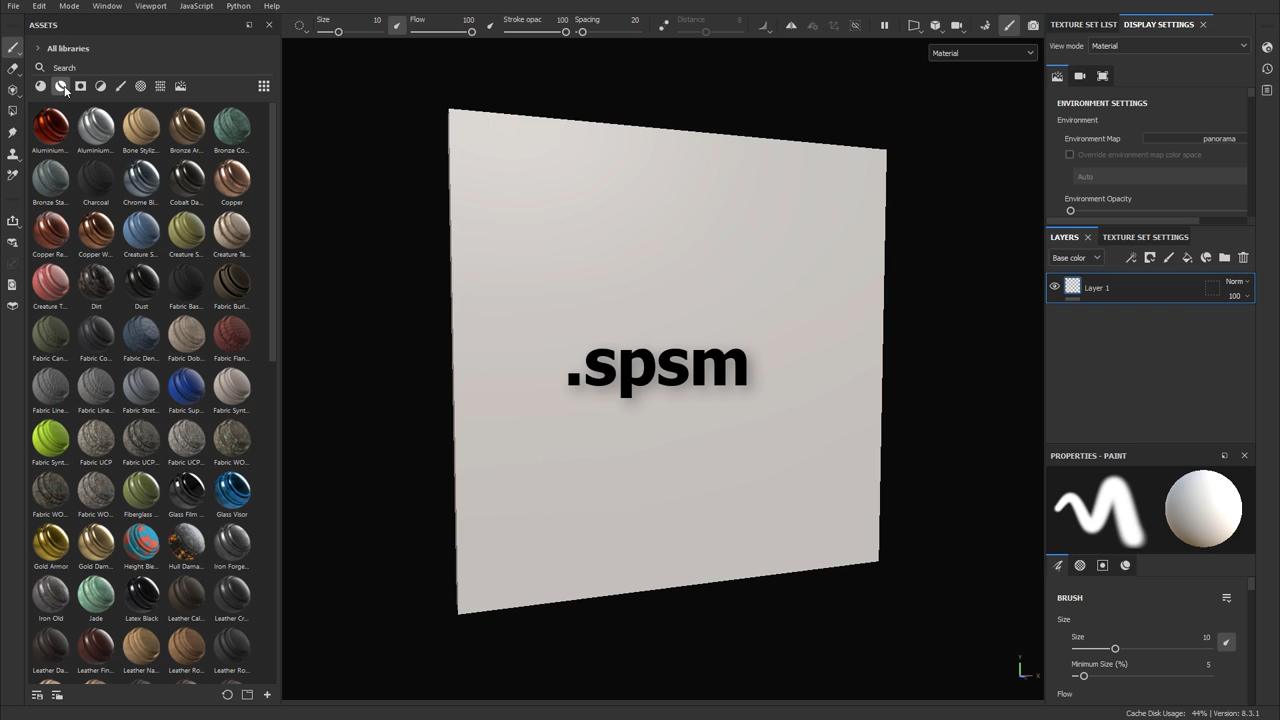 File Edit Mode Window Viewport JavaScript Python Help
ASSETS
All libraries
Search
Aluminium... Aluminium... Bone Styliz... Bronze Ar... Bronze Co...
Bronze Sta... Charcoal Chrome Bl... Cobalt Da... Copper
Copper Re... Copper W... Creature S... Creature S... Creature Te...
Creature T... Dirt Dust Fabric Bas... Fabric Burl...
Fabric Can... Fabric Co... Fabric Den... Fabric Dob... Fabric Flan...
Fabric Line... Fabric Line... Fabric Stret... Fabric Sup... Fabric Synt...
Fabric Synt... Fabric UCP Fabric UCP... Fabric UCP... Fabric WO...
Fabric WO... Fabric WO... Fiberglass ... Glass Film ... Glass Visor
Gold Armor Gold Dam... Height Ble... Hull Dama... Iron Forge...
Iron Old Jade Latex Black Leather Cal... Leather Cr...
Leather Da... Leather Fin... Leather Na... Leather Ro... Leather Ro...
Size 10 Flow 100 Stroke opac 100 Spacing 20 Distance 8
Material
.spsm
Y
X
TEXTURE SET LIST DISPLAY SETTINGS
View mode Material
ENVIRONMENT SETTINGS
Environment
Environment Map panorama
Override environment map color space
Auto
Environment Opacity
LAYERS TEXTURE SET SETTINGS
Base color
Layer 1 Norm
100
PROPERTIES - PAINT
BRUSH
Size
Size 10
Minimum Size (%) 5
Flow
Cache Disk Usage: 44% | Version: 8.3.1